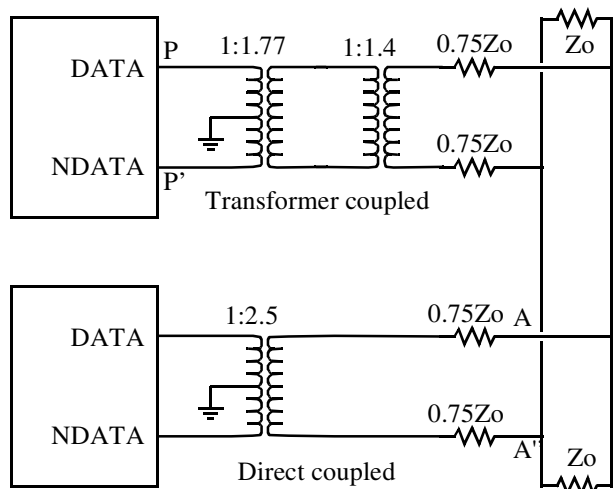 Zo
P 1:1.77 1:1.4 0.75Zo
DATA
0.75Zo
NDATA
P'
Transformer coupled
DATA 1:2.5 0.75Zo A
0.75Zo
NDATA
A'
Zo
Direct coupled